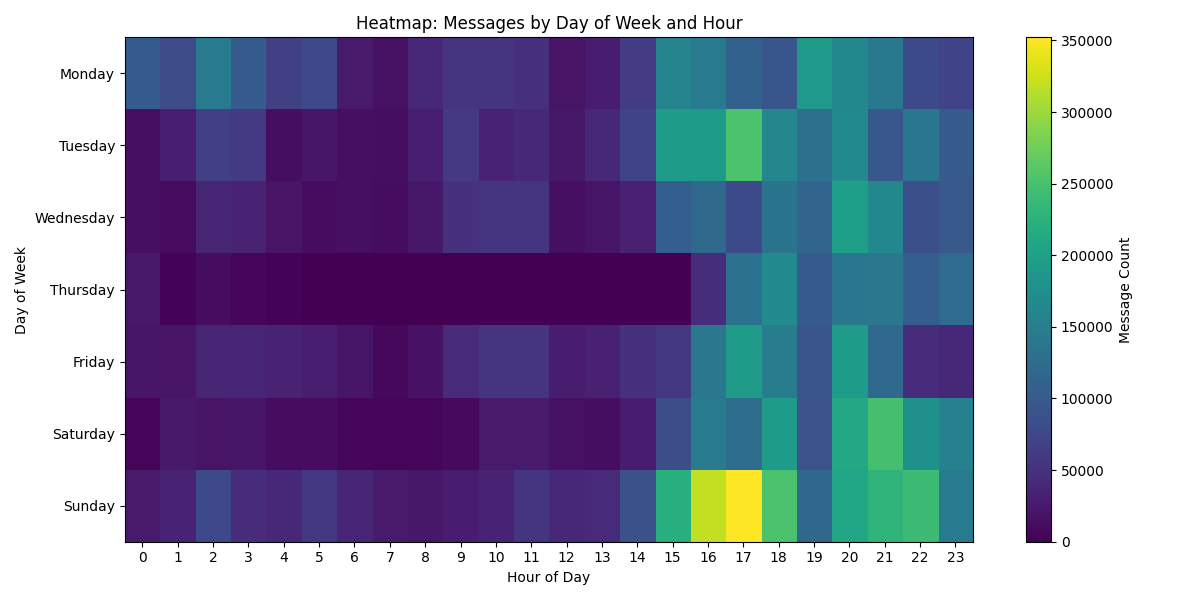 Heatmap: Messages by Day of Week and Hour
Day of Week
Monday
Tuesday
Wednesday
Thursday
Friday
Saturday
Sunday
0 1 2 3 4 5 6 7 8 9 10 11 12 13 14 15 16 17 18 19 20 21 22 23
Hour of Day
350000
300000
250000
200000
150000
100000
50000
0
Message Count